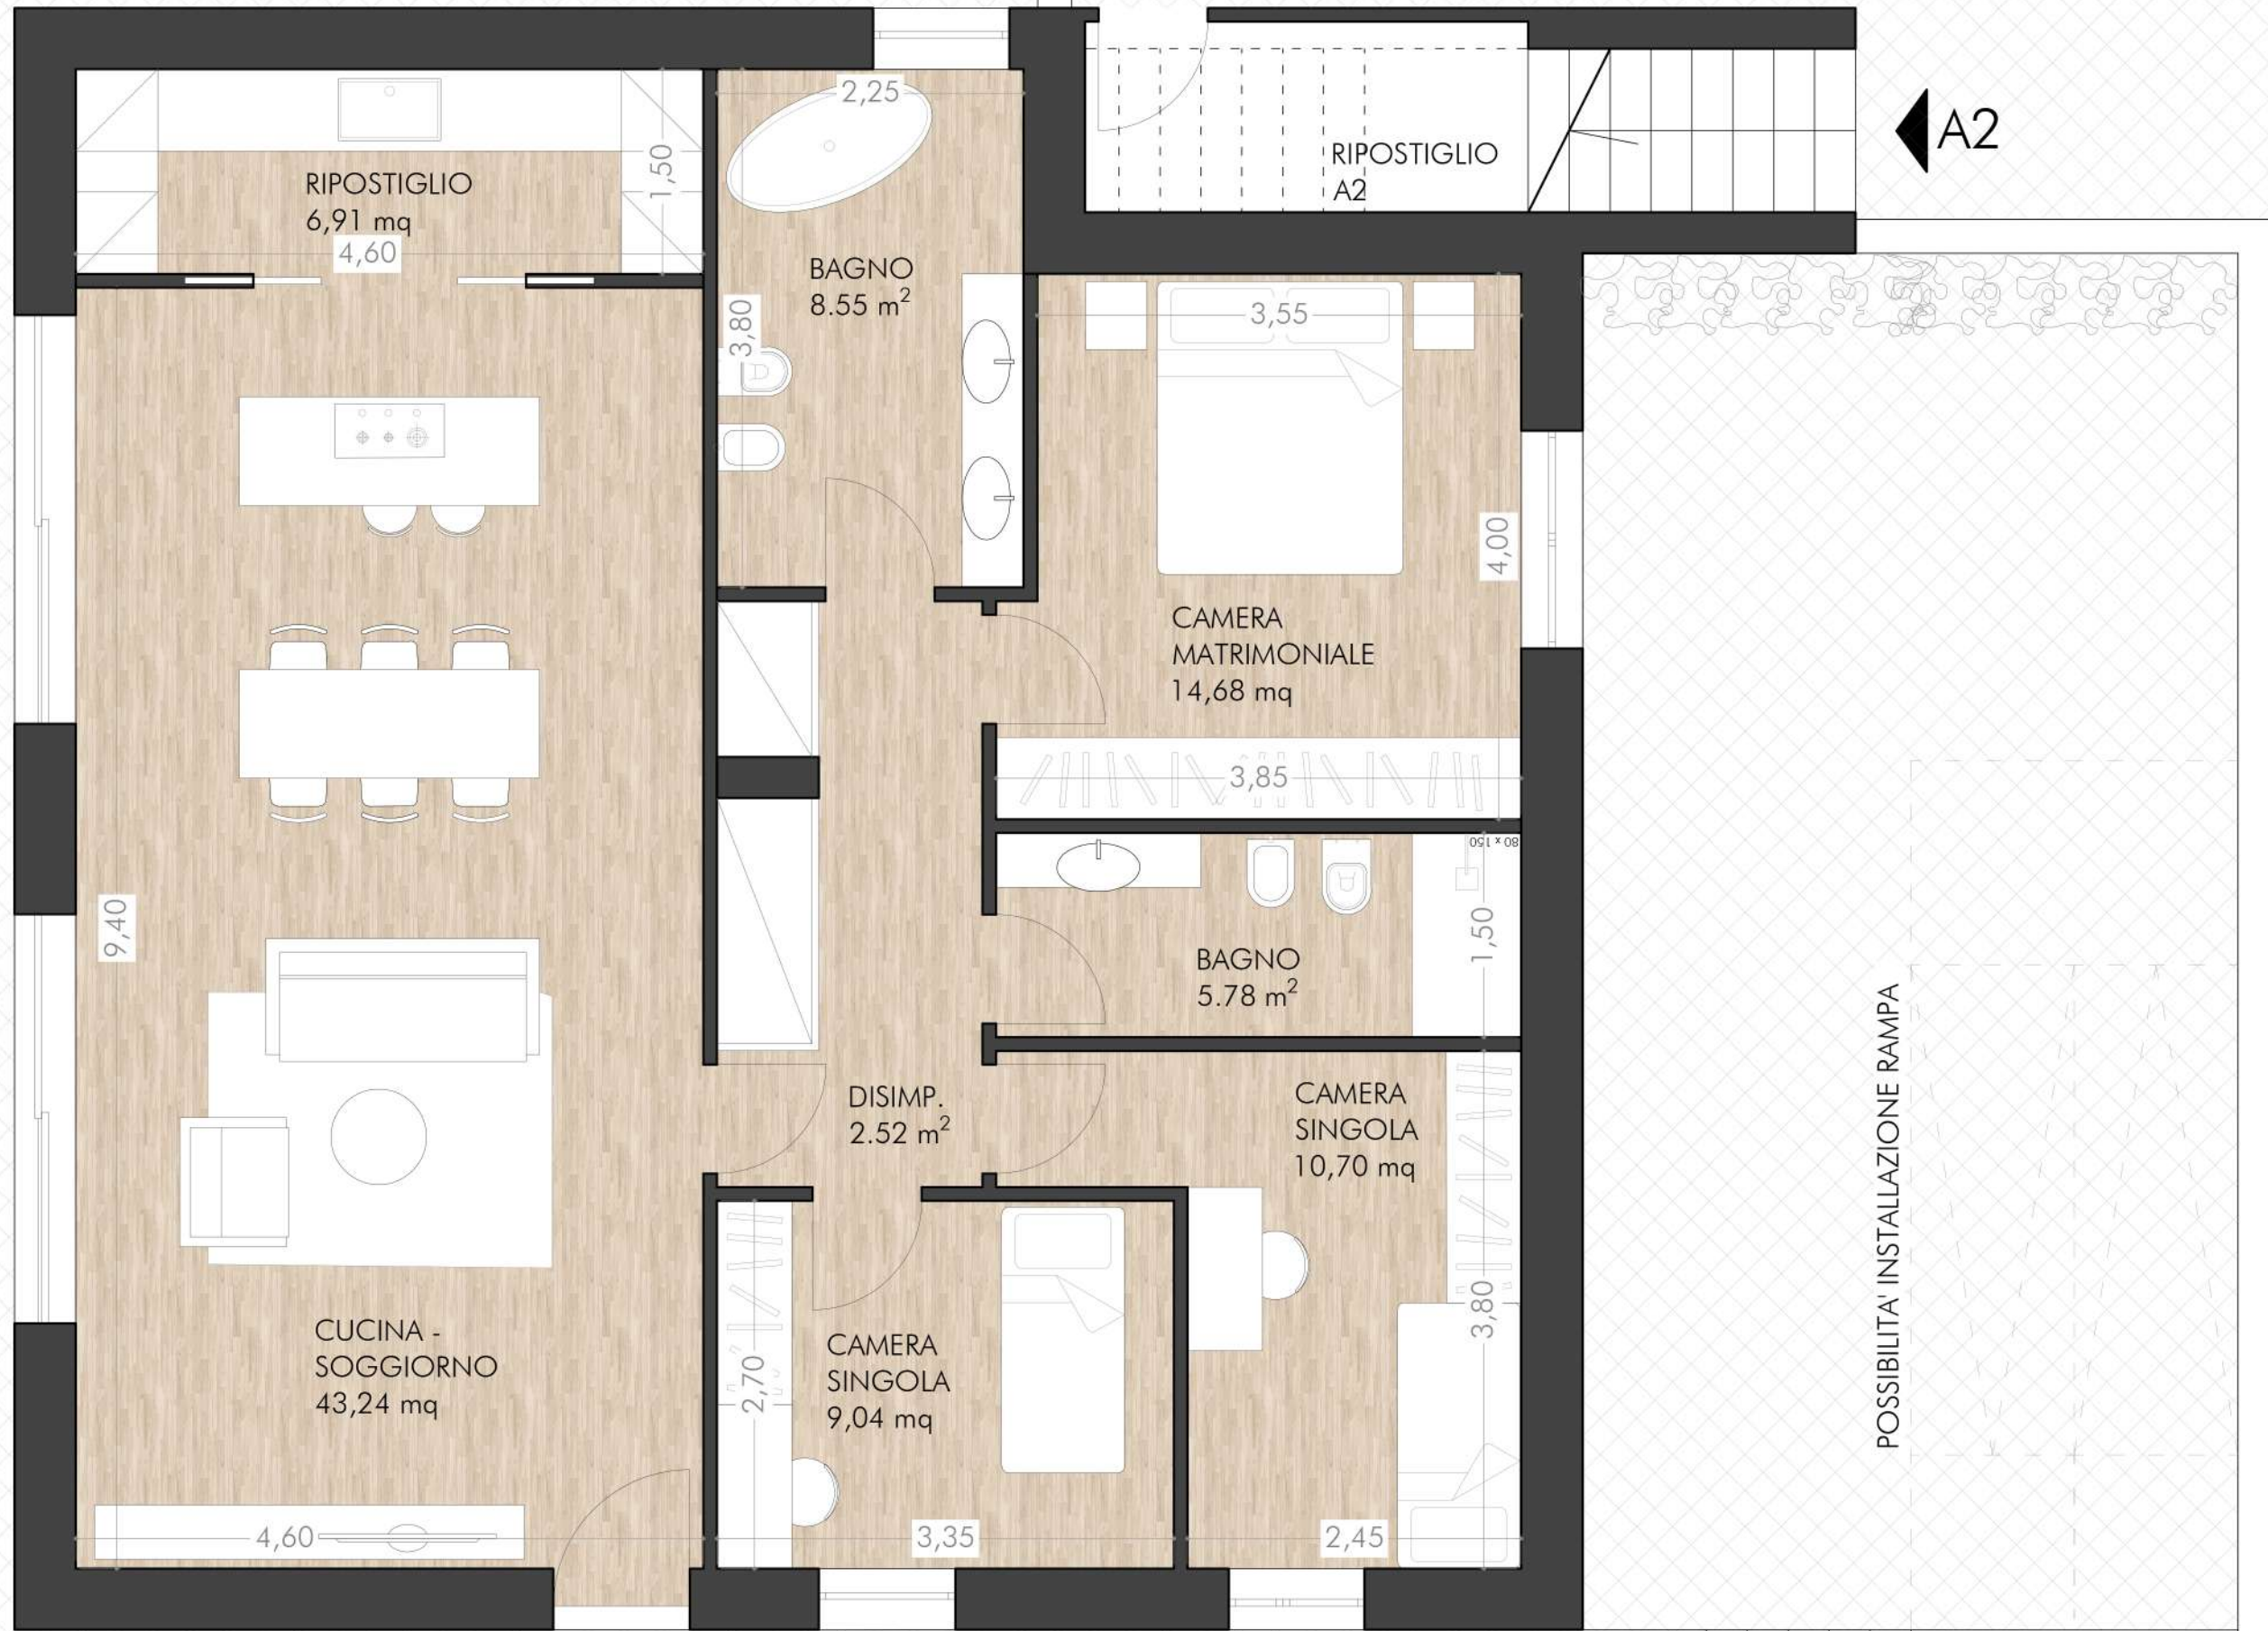 2,25
A2
RIPOSTIGLIO
A2
1,50
RIPOSTIGLIO
6,91 mq
4,60
BAGNO
8.55 m²
3,80
3,55
4,00
CAMERA
MATRIMONIALE
14,68 mq
3,85
80 x 150
1,50
BAGNO
5.78 m²
9,40
DISIMP.
2.52 m²
CAMERA
SINGOLA
10,70 mq
3,80
POSSIBILITA' INSTALLAZIONE RAMPA
CUCINA -
SOGGIORNO
43,24 mq
2,70
CAMERA
SINGOLA
9,04 mq
4,60
3,35
2,45